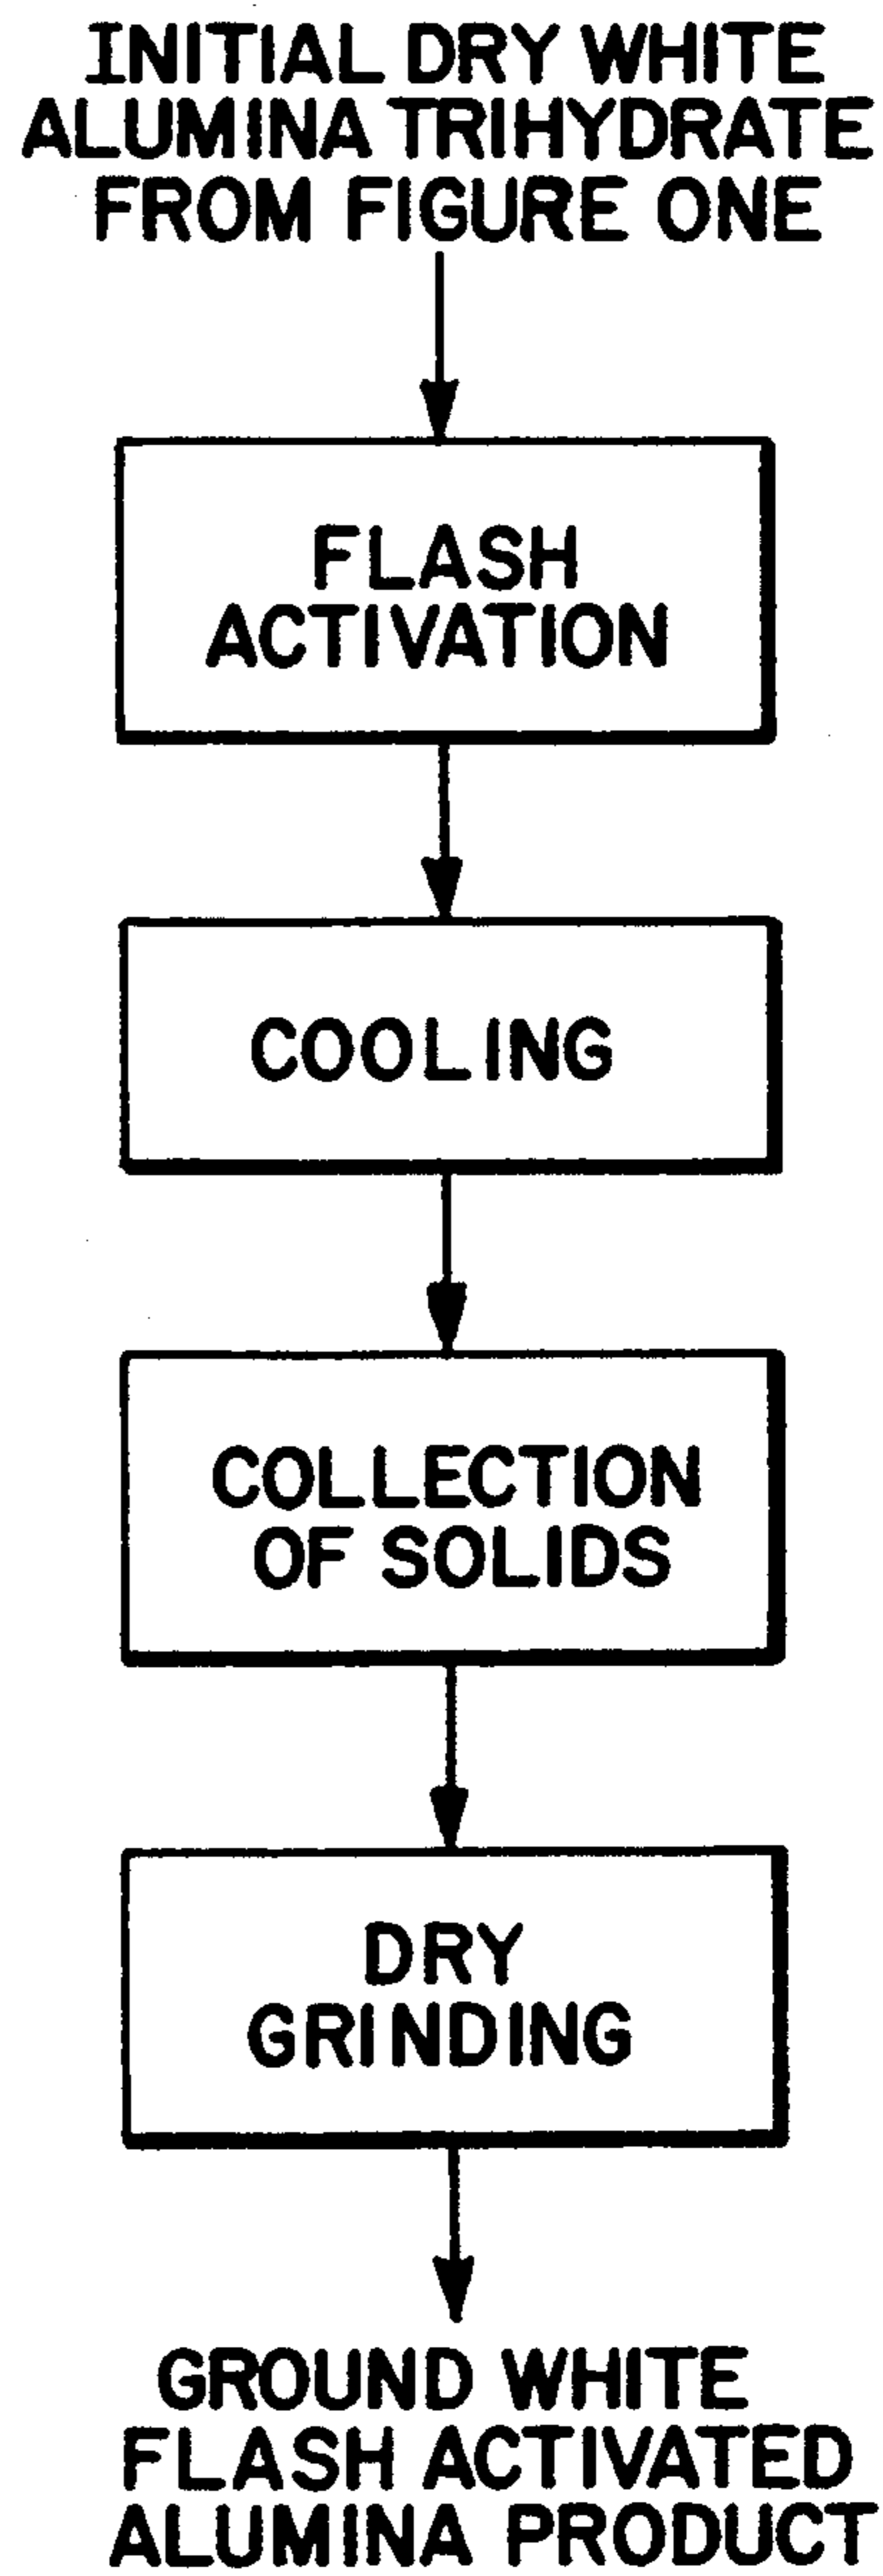 INITIAL DRY WHITE
ALUMINA TRIHYDRATE
FROM FIGURE ONE
FLASH
ACTIVATION
COOLING
COLLECTION
OF SOLIDS
DRY
GRINDING
GROUND WHITE
FLASH ACTIVATED
ALUMINA PRODUCT